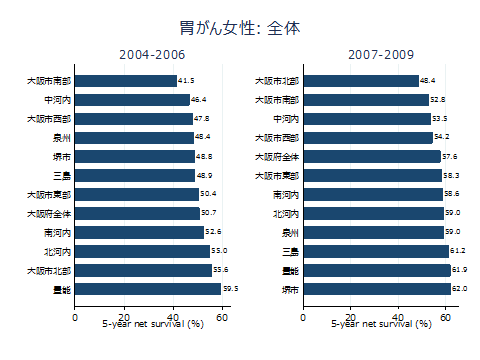 胃がん女性: 全体
2004-2006
大阪市南部 41.5
中河内 46.4
大阪市西部 47.8
泉州 48.4
堺市 48.8
三島 48.9
大阪市東部 50.4
大阪府全体 50.7
南河内 52.6
北河内 55.0
大阪市北部 55.6
豊能 59.5
0 20 40 60
5-year net survival (%)
2007-2009
大阪市北部 48.4
大阪市南部 52.8
中河内 53.5
大阪市西部 54.2
大阪府全体 57.6
大阪市東部 58.3
南河内 58.6
北河内 59.0
泉州 59.0
三島 61.2
豊能 61.9
堺市 62.0
0 20 40 60
5-year net survival (%)